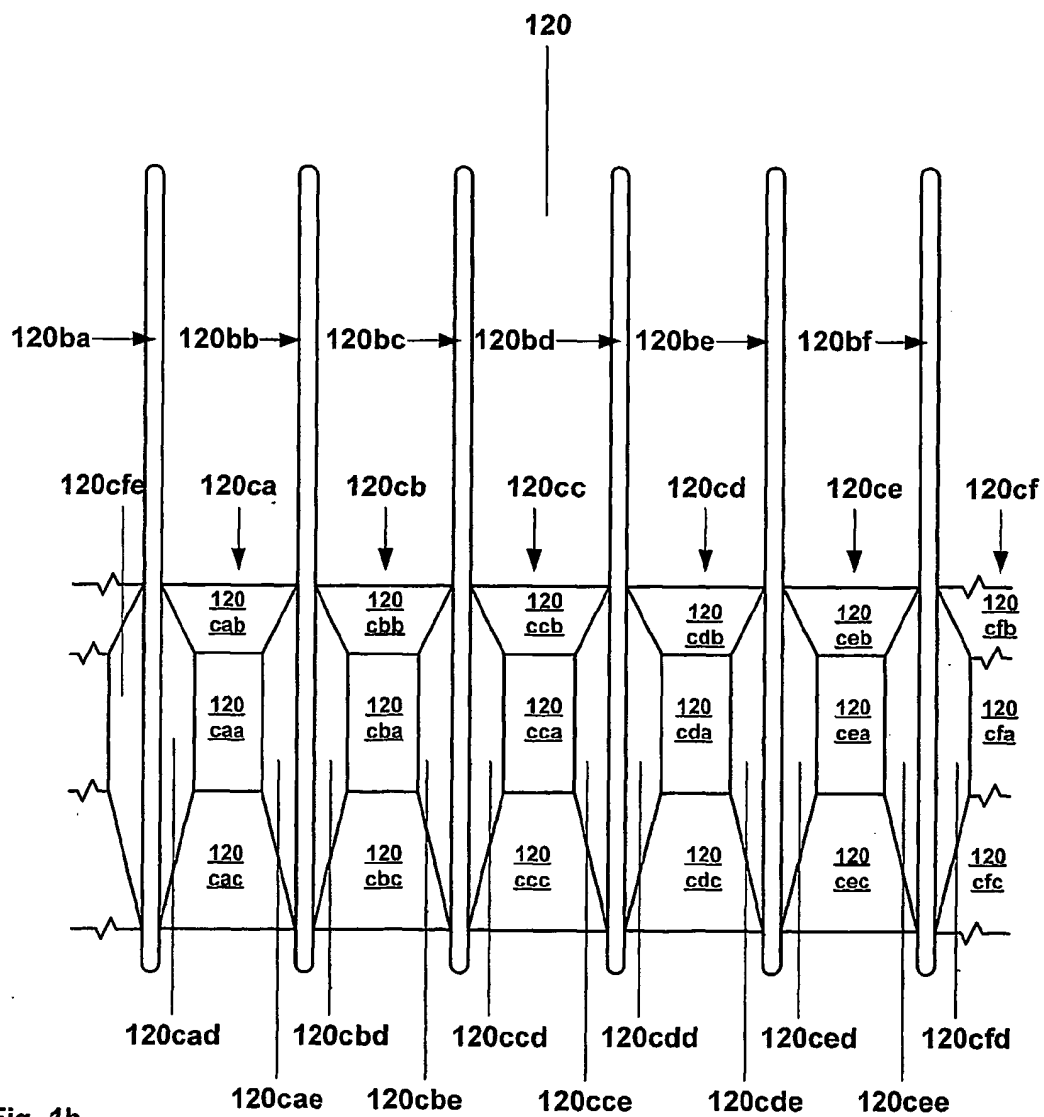 120
120ba 120bb 120bc 120bd 120be 120bf
120cfe 120ca 120cb 120cc 120cd 120ce 120cf
120 120 120 120 120 120
cab cbb ccb cdb ceb cfb
120 120 120 120 120 120
caa cba cca cda cea cfa
120 120 120 120 120 120
cac cbc ccc cdc cec cfc
120cad 120cbd 120ccd 120cdd 120ced 120cfd
120cae 120cbe 120cce 120cde 120cee
Fig. 1b